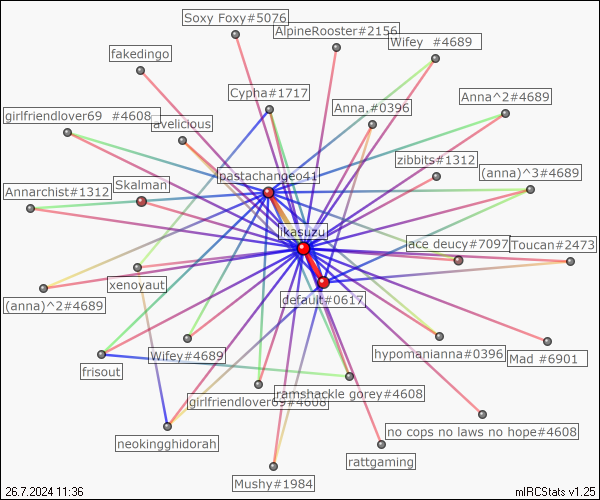 Soxy Foxy#5076
AlpineRooster#2156
Wifey  #4689
fakedingo
Cypha#1717
Anna^2#4689
girlfriendlover69  #4608
Anna.#0396
avelicious
zibbits#1312
pastachangeo41
(anna)^3#4689
Skalman
Annarchist#1312
ikasuzu
ace deucy#7097
Toucan#2473
xenoyaut
default#0617
(anna)^2#4689
Wifey#4689
hypomanianna#0396
Mad #6901
frisout
girlfriendlover69#4608
ramshackle gorey#4608
no cops no laws no hope#4608
neokingghidorah
rattgaming
Mushy#1984
26.7.2024 11:36
mIRCStats v1.25